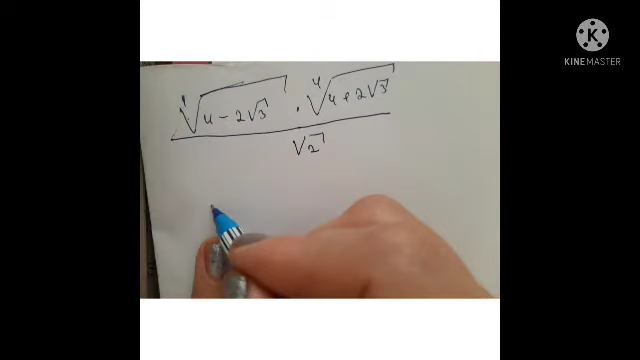 K
KINEMASTER
⁴√(4 - 2√3) · ⁴√(4 + 2√3)
√2